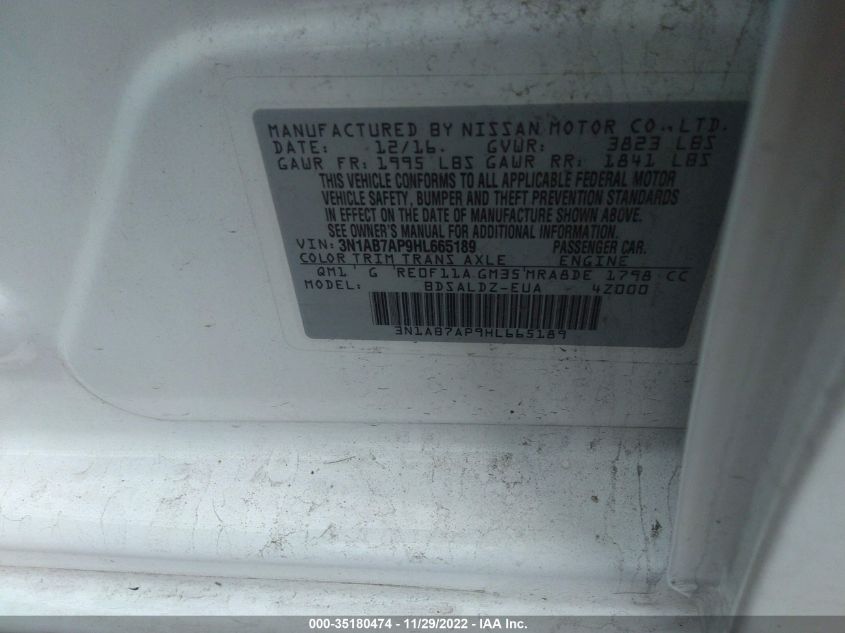 MANUFACTURED BY NISSAN MOTOR CO., LTD.
DATE: 12/16. GVWR: 3823 LBS
GAWR FR: 1995 LBS GAWR RR: 1841 LBS
THIS VEHICLE CONFORMS TO ALL APPLICABLE FEDERAL MOTOR
VEHICLE SAFETY, BUMPER AND THEFT PREVENTION STANDARDS
IN EFFECT ON THE DATE OF MANUFACTURE SHOWN ABOVE.
SEE OWNER'S MANUAL FOR ADDITIONAL INFORMATION.
VIN: 3N1AB7AP9HL665189 PASSENGER CAR.
COLOR TRIM TRANS AXLE ENGINE
QM1 G RE0F11A GM35 MRA8DE 1798 CC
MODEL: BDSALDZ-EUA 4Z000
3N1AB7AP9HL665189
000-35180474 - 11/29/2022 - IAA Inc.